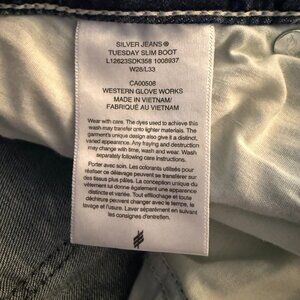 SILVER JEANS®
TUESDAY SLIM BOOT
L12623SDK358 1008937
W28/L33
CA00508
WESTERN GLOVE WORKS
MADE IN VIETNAM/
FABRIQUÉ AU VIETNAM
Wear with care. The dyes used to achieve this
wash may transfer onto lighter materials. The
garment's unique design also gives it a distinct,
varied appearance. Any fraying and destruction
may change with time, wash and wear. Wash
separately following care instructions.
Porter avec soin. Les colorants utilisés pour
réaliser ce délavage peuvent se transférer sur
des tissus plus pâles. La conception unique du
vêtement lui donne également une apparence
distincte et variée. Tout effilochage et toute
déchirure peuvent changer avec le temps, le
lavage et l'usure. Laver séparément en suivant
les consignes d'entretien.